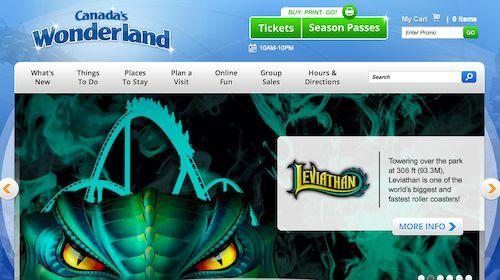 Canada's
Wonderland
BUY. PRINT. GO!
Tickets
Season Passes
10AM-10PM
My Cart | 0 items
Enter Promo
GO
What's
New
Things
To Do
Places
To Stay
Plan a
Visit
Online
Fun
Group
Sales
Hours &
Directions
Search
LEVIATHAN
Towering over the park
at 306 ft (93.3M),
Leviathan is one of the
world's biggest and
fastest roller coasters!
MORE INFO